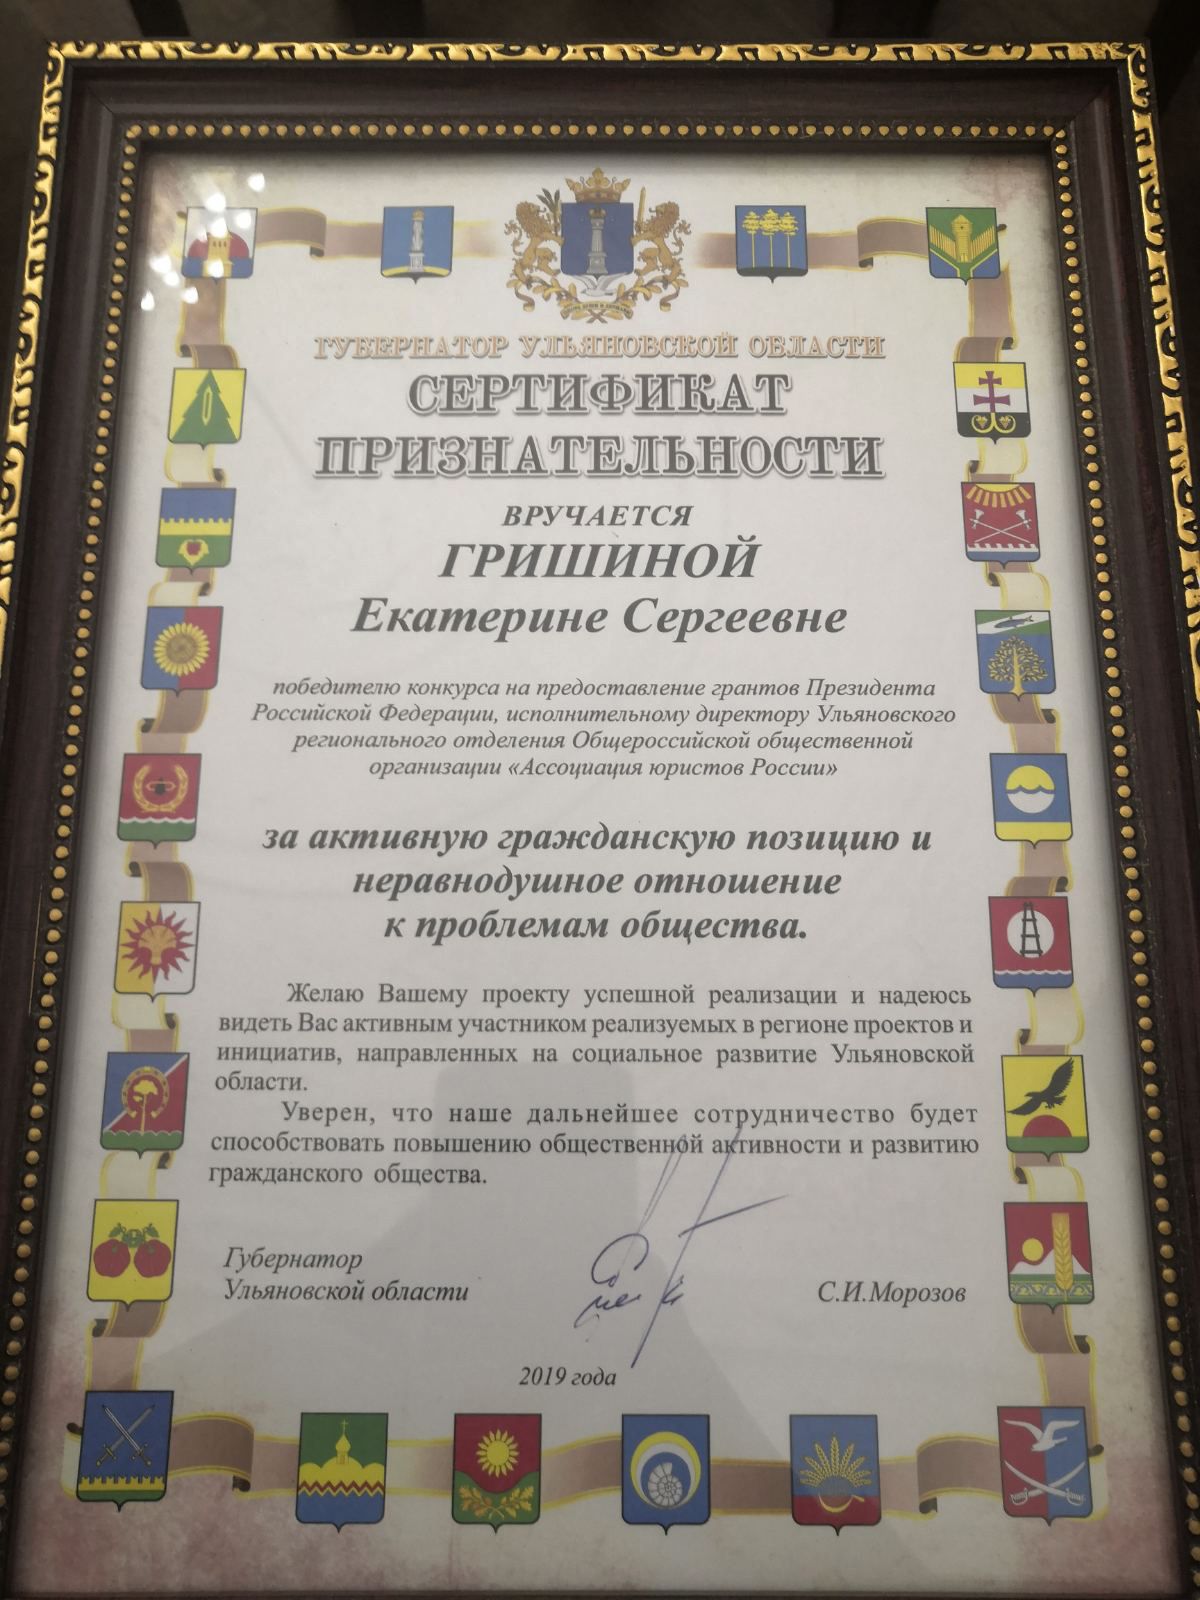 ГУБЕРНАТОР УЛЬЯНОВСКОЙ ОБЛАСТИ
СЕРТИФИКАТ
ПРИЗНАТЕЛЬНОСТИ
ВРУЧАЕТСЯ
ГРИШИНОЙ
Екатерине Сергеевне
победителю конкурса на предоставление грантов Президента
Российской Федерации, исполнительному директору Ульяновского
регионального отделения Общероссийской общественной
организации «Ассоциация юристов России»
за активную гражданскую позицию и
неравнодушное отношение
к проблемам общества.
Желаю Вашему проекту успешной реализации и надеюсь
видеть Вас активным участником реализуемых в регионе проектов и
инициатив, направленных на социальное развитие Ульяновской
области.
Уверен, что наше дальнейшее сотрудничество будет
способствовать повышению общественной активности и развитию
гражданского общества.
Губернатор
Ульяновской области
С.И.Морозов
2019 года